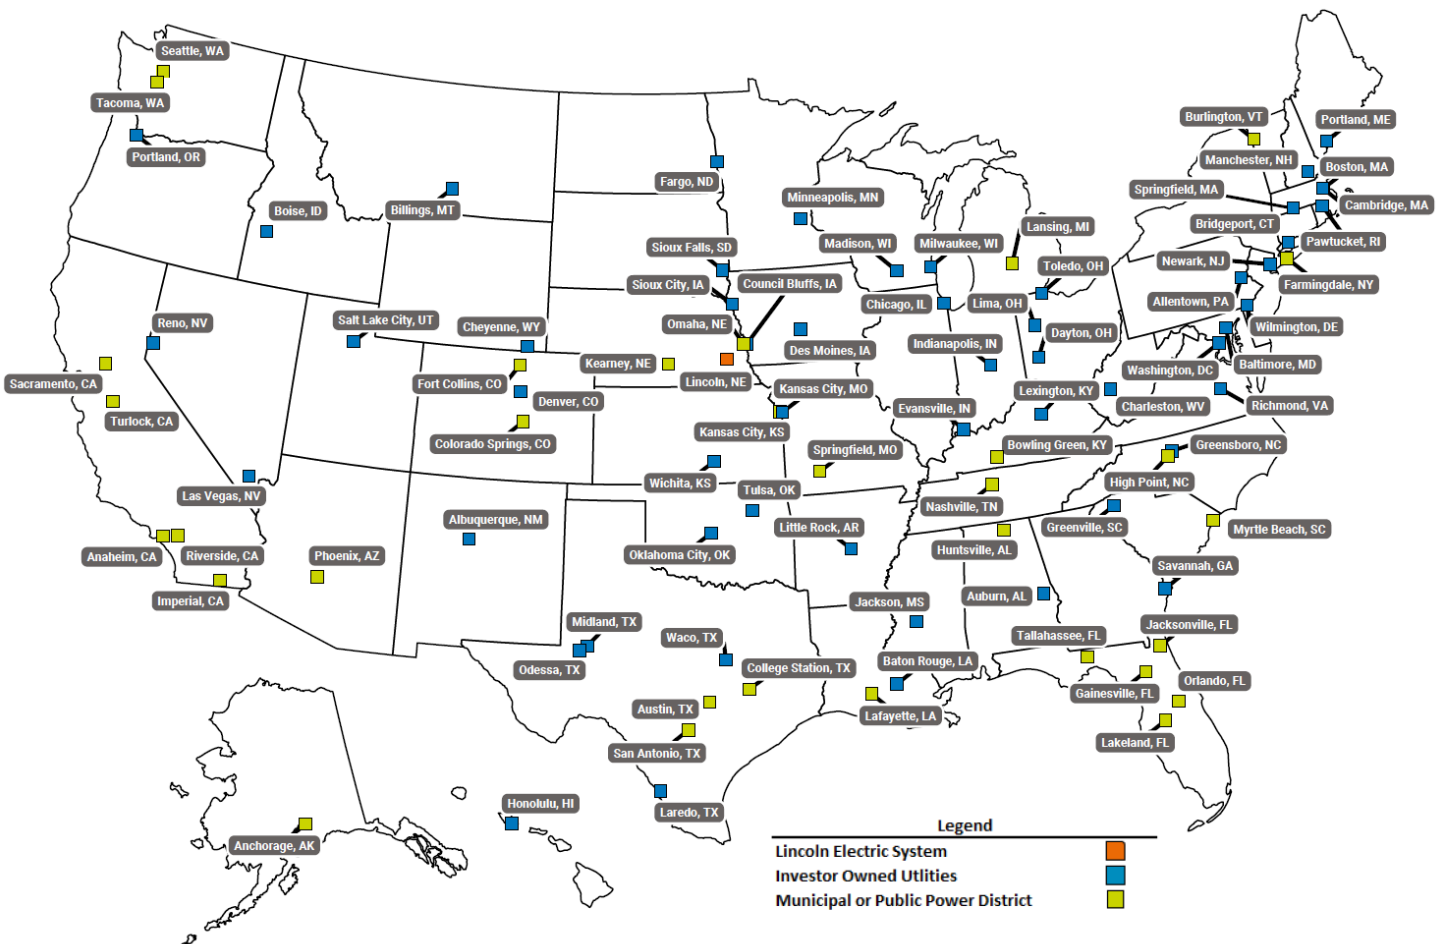 Seattle, WA
Tacoma, WA
Portland, OR
Boise, ID
Billings, MT
Fargo, ND
Minneapolis, MN
Burlington, VT
Portland, ME
Manchester, NH
Boston, MA
Springfield, MA
Cambridge, MA
Bridgeport, CT
Pawtucket, RI
Newark, NJ
Farmingdale, NY
Allentown, PA
Wilmington, DE
Baltimore, MD
Washington, DC
Richmond, VA
Charleston, WV
Lansing, MI
Toledo, OH
Madison, WI
Milwaukee, WI
Chicago, IL
Lima, OH
Dayton, OH
Indianapolis, IN
Lexington, KY
Evansville, IN
Bowling Green, KY
Sioux Falls, SD
Sioux City, IA
Council Bluffs, IA
Omaha, NE
Des Moines, IA
Kearney, NE
Lincoln, NE
Kansas City, MO
Kansas City, KS
Springfield, MO
Wichita, KS
Tulsa, OK
Oklahoma City, OK
Little Rock, AR
Reno, NV
Salt Lake City, UT
Cheyenne, WY
Fort Collins, CO
Denver, CO
Colorado Springs, CO
Sacramento, CA
Turlock, CA
Las Vegas, NV
Anaheim, CA
Riverside, CA
Imperial, CA
Phoenix, AZ
Albuquerque, NM
Greensboro, NC
High Point, NC
Nashville, TN
Greenville, SC
Myrtle Beach, SC
Huntsville, AL
Auburn, AL
Savannah, GA
Jackson, MS
Jacksonville, FL
Tallahassee, FL
Gainesville, FL
Orlando, FL
Lakeland, FL
Baton Rouge, LA
Lafayette, LA
Midland, TX
Odessa, TX
Waco, TX
College Station, TX
Austin, TX
San Antonio, TX
Laredo, TX
Honolulu, HI
Anchorage, AK
Legend
Lincoln Electric System
Investor Owned Utlities
Municipal or Public Power District